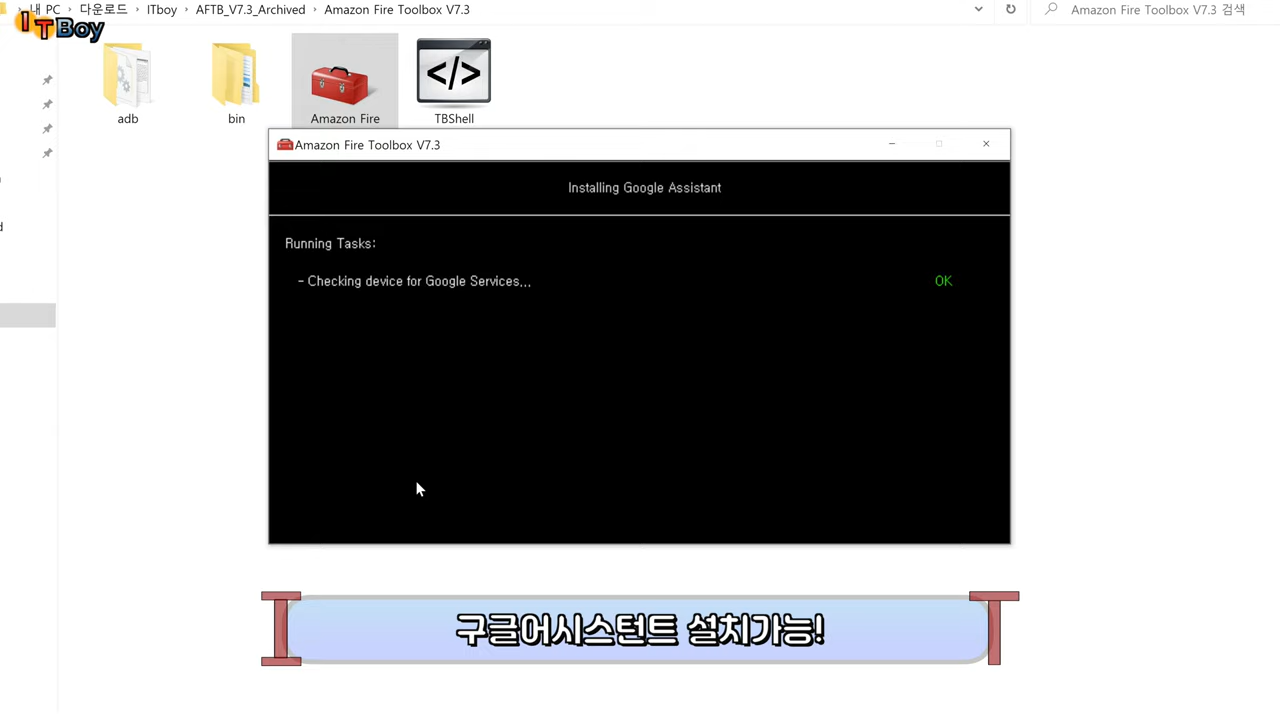 내 PC > 다운로드 > ITboy > AFTB_V7.3_Archived > Amazon Fire Toolbox V7.3
Amazon Fire Toolbox V7.3 검색
ITBoy
adb
bin
Amazon Fire
TBShell
Amazon Fire Toolbox V7.3
Installing Google Assistant
Running Tasks:
- Checking device for Google Services... OK
구글어시스턴트 설치가능!